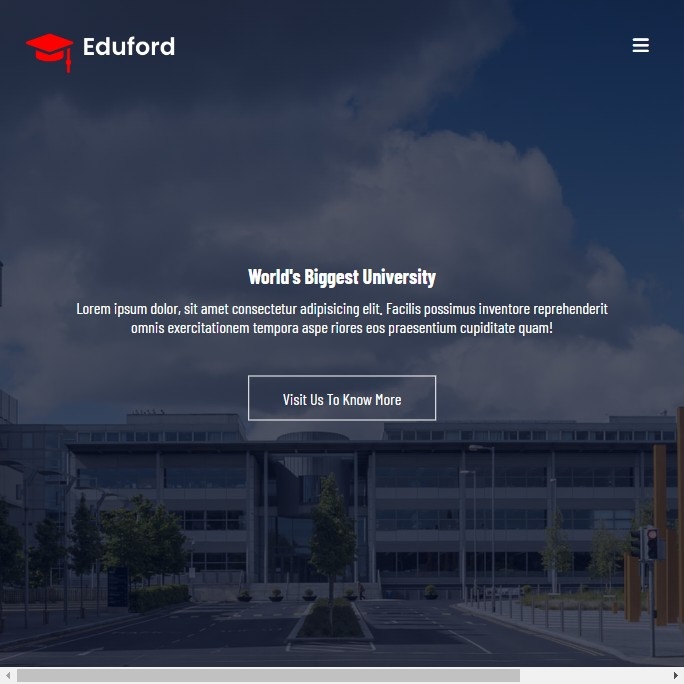 Eduford
World's Biggest University
Lorem ipsum dolor, sit amet consectetur adipisicing elit. Facilis possimus inventore reprehenderit
omnis exercitationem tempora aspe riores eos praesentium cupiditate quam!
Visit Us To Know More